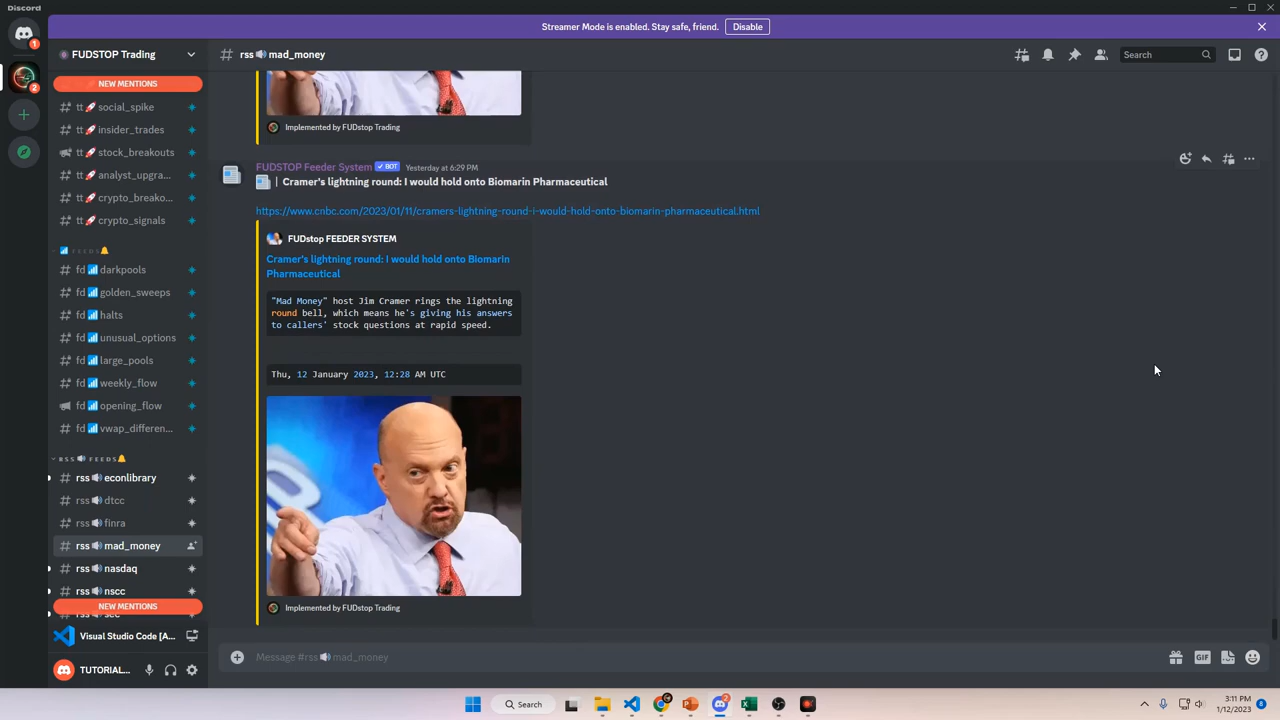 Discord
Streamer Mode is enabled. Stay safe, friend. Disable
FUDSTOP Trading
rss mad_money
Search
NEW MENTIONS
tt social_spike
tt insider_trades
tt stock_breakouts
tt analyst_upgra...
tt crypto_breako...
tt crypto_signals
FEEDS
fd darkpools
fd golden_sweeps
fd halts
fd unusual_options
fd large_pools
fd weekly_flow
fd opening_flow
fd vwap_differen...
RSS FEEDS
rss econlibrary
rss dtcc
rss finra
rss mad_money
rss nasdaq
rss nscc
NEW MENTIONS
Visual Studio Code [A...
TUTORIAL...
Implemented by FUDstop Trading
FUDSTOP Feeder System BOT Yesterday at 6:29 PM
| Cramer's lightning round: I would hold onto Biomarin Pharmaceutical
https://www.cnbc.com/2023/01/11/cramers-lightning-round-i-would-hold-onto-biomarin-pharmaceutical.html
FUDstop FEEDER SYSTEM
Cramer's lightning round: I would hold onto Biomarin
Pharmaceutical
"Mad Money" host Jim Cramer rings the lightning
round bell, which means he's giving his answers
to callers' stock questions at rapid speed.
Thu, 12 January 2023, 12:28 AM UTC
Implemented by FUDstop Trading
Message #rss mad_money
GIF
Search
3:11 PM
1/12/2023